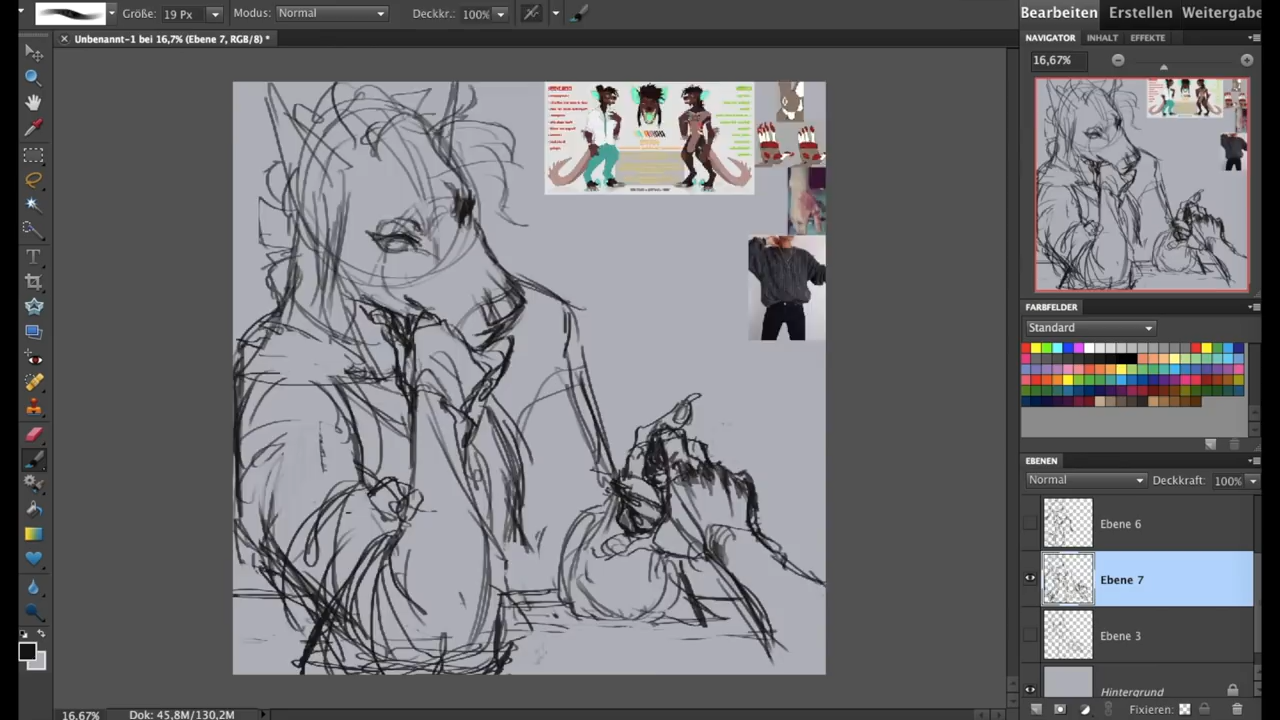 Größe: 19 Px Modus: Normal Deckkr.: 100%
Bearbeiten Erstellen Weitergabe
Unbenannt-1 bei 16,7% (Ebene 7, RGB/8) *
NAVIGATOR INHALT EFFEKTE
16,67%
FARBFELDER
Standard
EBENEN
Normal Deckkraft: 100%
Ebene 6
Ebene 7
Ebene 3
Hintergrund
Fixieren:
16,67% Dok: 45,8M/130,2M